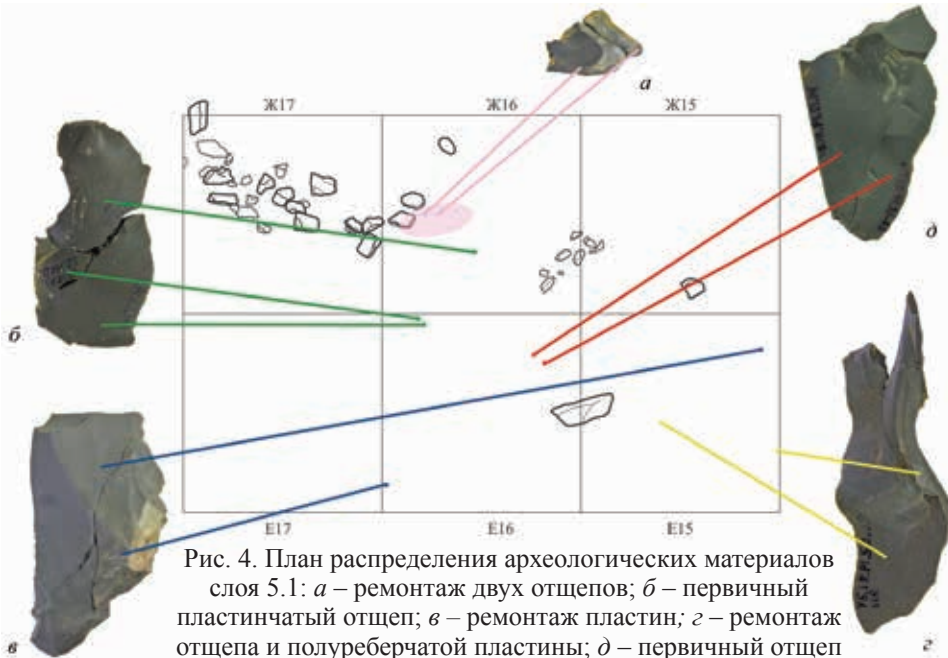 а
Ж17 Ж16 Ж15
д
б
Е17 Е16 Е15
Рис. 4. План распределения археологических материалов
слоя 5.1: а – ремонтаж двух отщепов; б – первичный
пластинчатый отщеп; в – ремонтаж пластин; г – ремонтаж
отщепа и полуреберчатой пластины; д – первичный отщеп
в
г